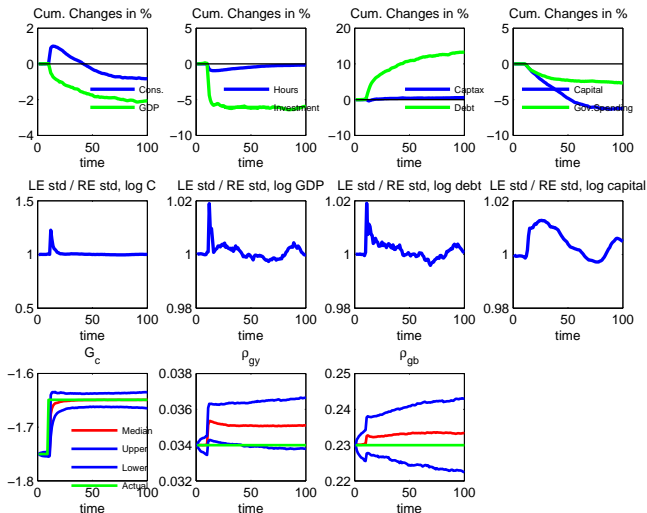 Cum. Changes in %
Cum. Changes in %
Cum. Changes in %
Cum. Changes in %
2
0
−2
−4
0
50
100
time
Cons.
GDP
5
0
−5
−10
0
50
100
time
Hours
Investment
20
10
0
−10
0
50
100
time
Captax
Debt
5
0
−5
−10
0
50
100
time
Capital
Gov.Spending
LE std / RE std, log C
LE std / RE std, log GDP
LE std / RE std, log debt
LE std / RE std, log capital
1.5
1
0.5
0
50
100
time
1.02
1
0.98
0
50
100
time
1.02
1
0.98
0
50
100
time
1.02
1
0.98
0
50
100
time
G_c
−1.6
−1.7
−1.8
0
50
100
time
Median
Upper
Lower
Actual
ρ_gy
0.038
0.036
0.034
0.032
0
50
100
time
ρ_gb
0.25
0.24
0.23
0.22
0
50
100
time